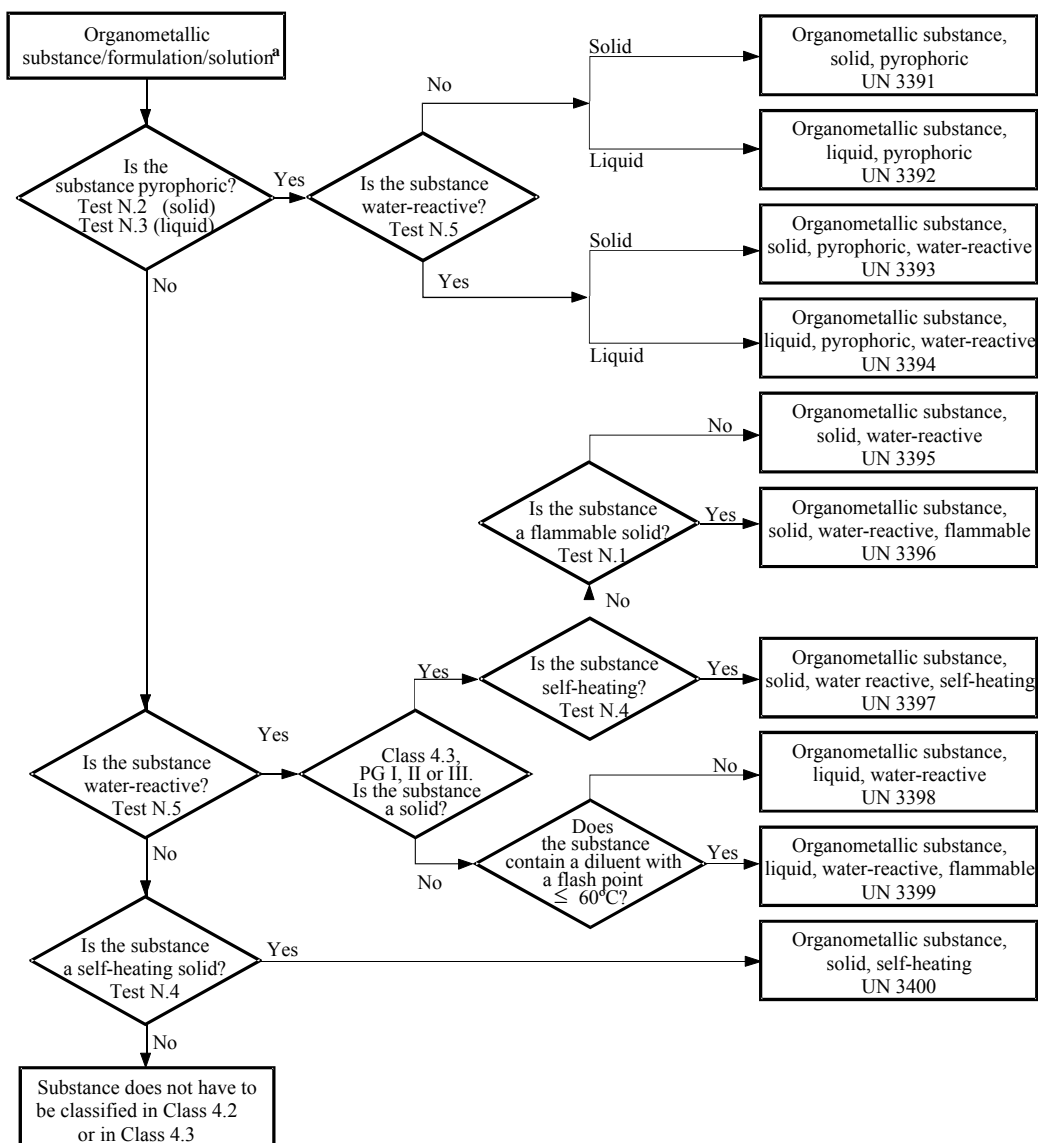 Organometallic
substance/formulation/solutionª
Solid
Organometallic substance,
solid, pyrophoric
UN 3391
No
Liquid
Organometallic substance,
liquid, pyrophoric
UN 3392
Is the
substance pyrophoric?
Test N.2 (solid)
Test N.3 (liquid)
Yes
Is the substance
water-reactive?
Test N.5
No
Yes
Solid
Organometallic substance,
solid, pyrophoric, water-reactive
UN 3393
Liquid
Organometallic substance,
liquid, pyrophoric, water-reactive
UN 3394
No
Organometallic substance,
solid, water-reactive
UN 3395
Is the substance
a flammable solid?
Test N.1
Yes
Organometallic substance,
solid, water-reactive, flammable
UN 3396
No
Yes
Is the substance
self-heating?
Test N.4
Yes
Organometallic substance,
solid, water reactive, self-heating
UN 3397
Is the substance
water-reactive?
Test N.5
Yes
Class 4.3,
PG I, II or III.
Is the substance
a solid?
No
Organometallic substance,
liquid, water-reactive
UN 3398
No
Does
the substance
contain a diluent with
a flash point
≤ 60°C?
Yes
Organometallic substance,
liquid, water-reactive, flammable
UN 3399
No
Is the substance
a self-heating solid?
Test N.4
Yes
Organometallic substance,
solid, self-heating
UN 3400
No
Substance does not have to
be classified in Class 4.2
or in Class 4.3